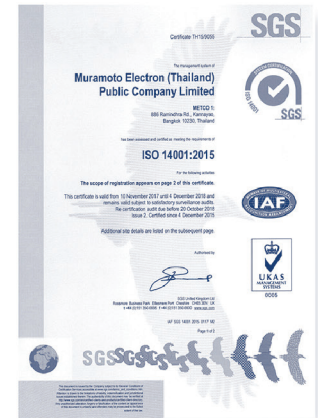 SGS
Certificate TH15/9066
The management system of
Muramoto Electron (Thailand)
Public Company Limited
METCO 1:
886 Ramindhra Rd., Kannayao,
Bangkok 10230, Thailand
has been assessed and certified as meeting the requirements of
ISO 14001:2015
For the following activities
The scope of registration appears on page 2 of this certificate.
This certificate is valid from 10 November 2017 until 4 December 2018 and
remains valid subject to satisfactory surveillance audits.
Re certification audit due before 20 October 2018
Issue 2. Certified since 4 December 2015
Additional site details are listed on the subsequent page.
Authorised by
SGS United Kingdom Ltd
Rossmore Business Park Ellesmere Port Cheshire CH65 3EN UK
Page 1 of 2
ISO 14001
SGS
IAF
UKAS
MANAGEMENT
SYSTEMS
SGS